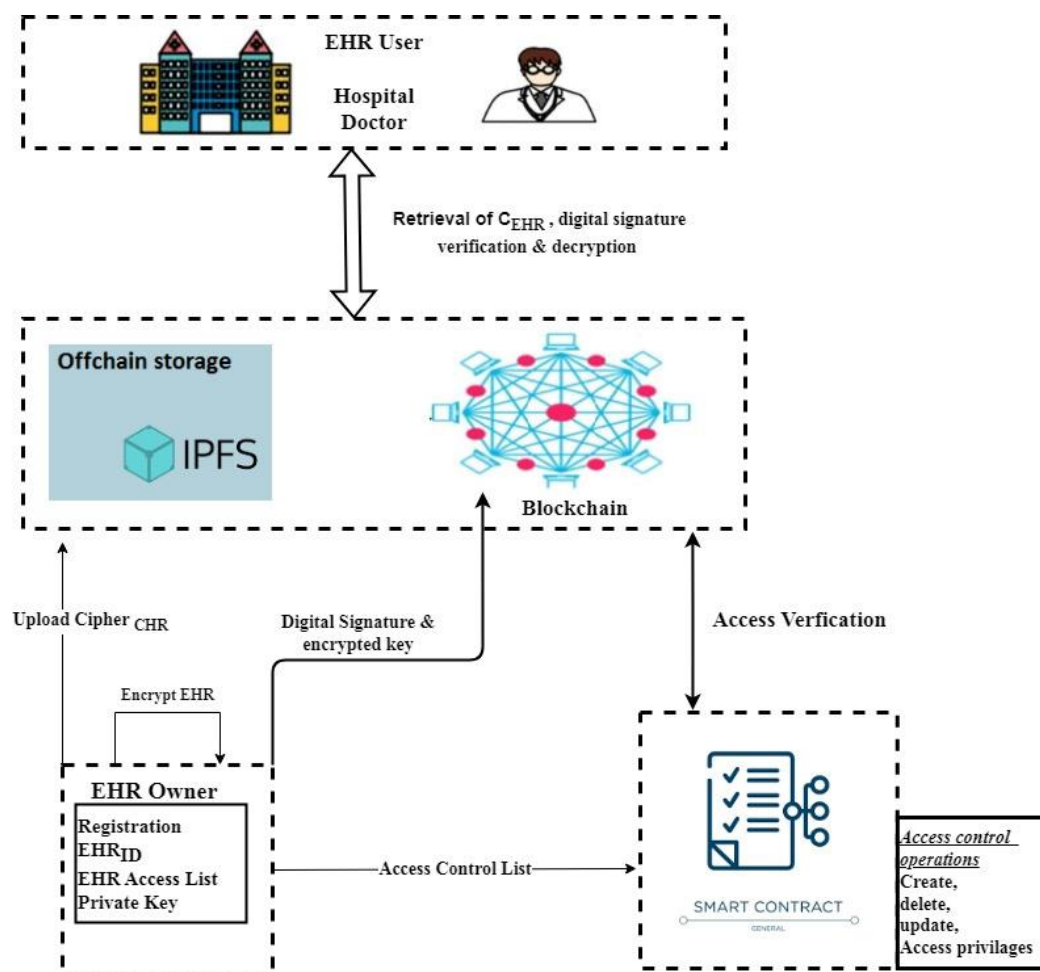 EHR User
Hospital
Doctor
Retrieval of CEHR , digital signature
verification & decryption
Offchain storage
IPFS
Blockchain
Upload Cipher CHR
Digital Signature &
encrypted key
Access Verfication
Encrypt EHR
EHR Owner
Registration
EHRID
EHR Access List
Private Key
Access Control List
SMART CONTRACT
GENERAL
Access control
operations
Create,
delete,
update,
Access privilages